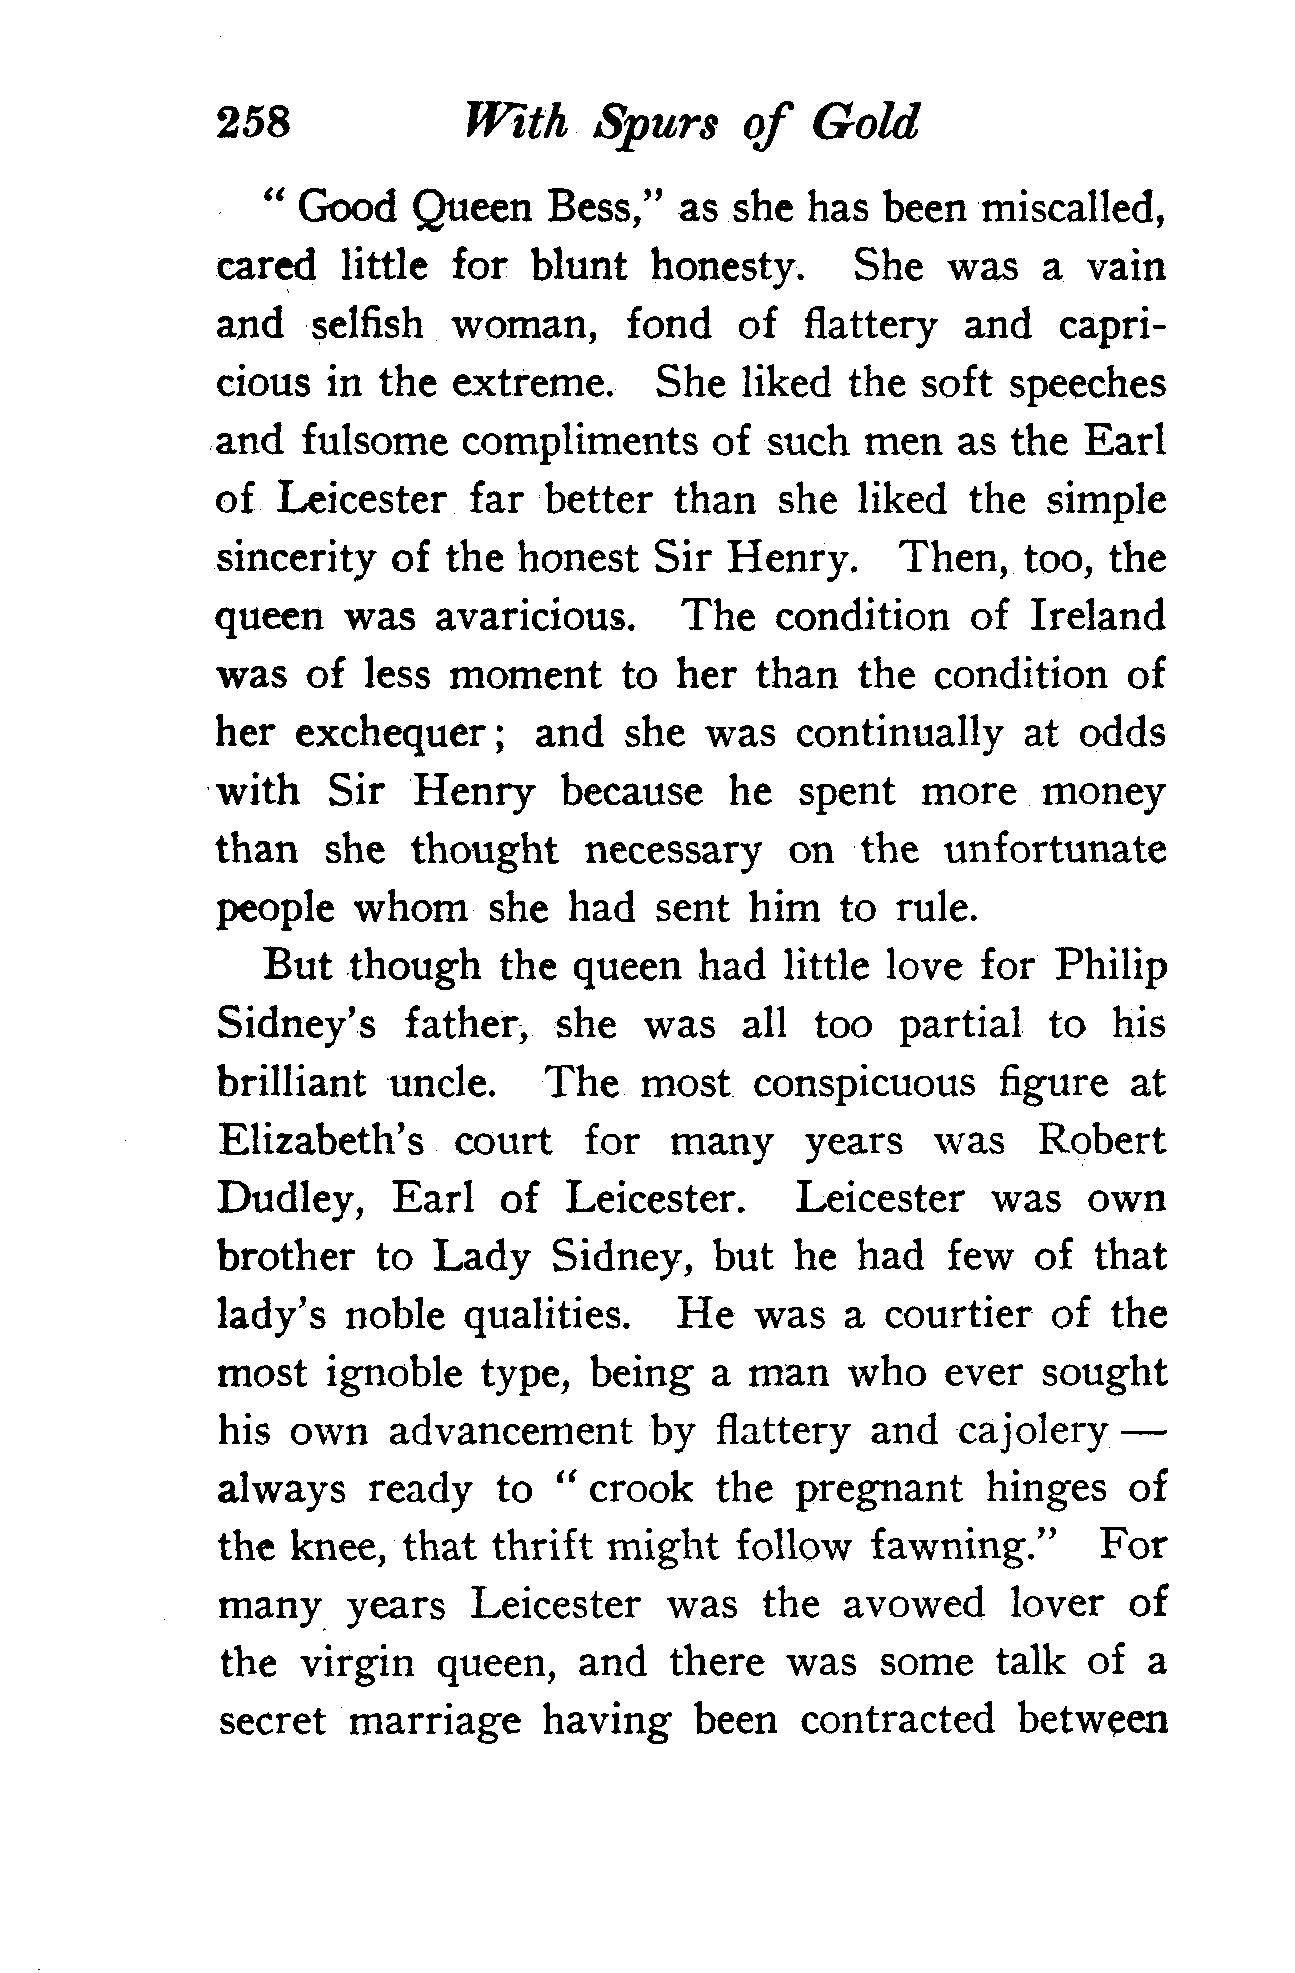 258 With Spurs of Gold
“ Good Queen Bess,” as she has been miscalled,
cared little for blunt honesty. She was a vain
and selfish woman, fond of flattery and capri-
cious in the extreme. She liked the soft speeches
and fulsome compliments of such men as the Earl
of Leicester far better than she liked the simple
sincerity of the honest Sir Henry. Then, too, the
queen was avaricious. The condition of Ireland
was of less moment to her than the condition of
her exchequer; and she was continually at odds
with Sir Henry because he spent more money
than she thought necessary on the unfortunate
people whom she had sent him to rule.
But though the queen had little love for Philip
Sidney's father, she was all too partial to his
brilliant uncle. The most conspicuous figure at
Elizabeth's court for many years was Robert
Dudley, Earl of Leicester. Leicester was own
brother to Lady Sidney, but he had few of that
lady's noble qualities. He was a courtier of the
most ignoble type, being a man who ever sought
his own advancement by flattery and cajolery —
always ready to “ crook the pregnant hinges of
the knee, that thrift might follow fawning.” For
many years Leicester was the avowed lover of
the virgin queen, and there was some talk of a
secret marriage having been contracted between